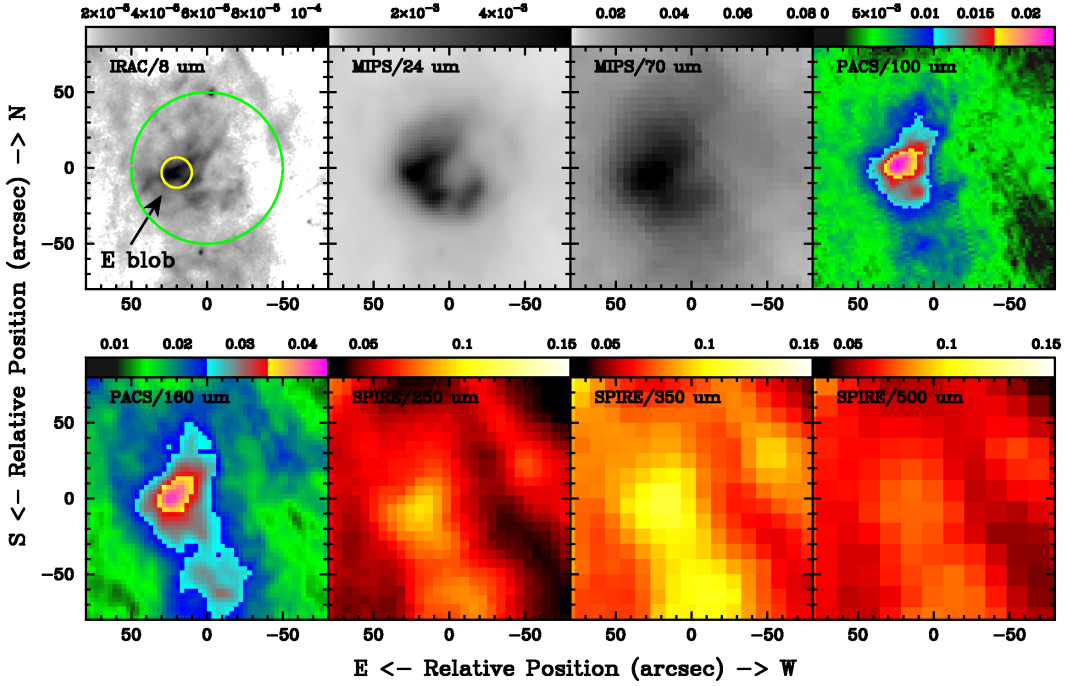 2×10⁻⁵ 4×10⁻⁵ 6×10⁻⁵ 8×10⁻⁵ 10⁻⁴
2×10⁻³ 4×10⁻³
0.02 0.04 0.06 0.08
0 5×10⁻³ 0.01 0.015 0.02
IRAC/8 um
MIPS/24 um
MIPS/70 um
PACS/100 um
50
0
−50
E blob
50 0 −50
50 0 −50
50 0 −50
50 0 −50
0.01 0.02 0.03 0.04
0.05 0.1 0.15
0.05 0.1 0.15
0.05 0.1 0.15
PACS/160 um
SPIRE/250 um
SPIRE/350 um
SPIRE/500 um
50
0
−50
50 0 −50
50 0 −50
50 0 −50
50 0 −50
S <− Relative Position (arcsec) −> N
E <− Relative Position (arcsec) −> W